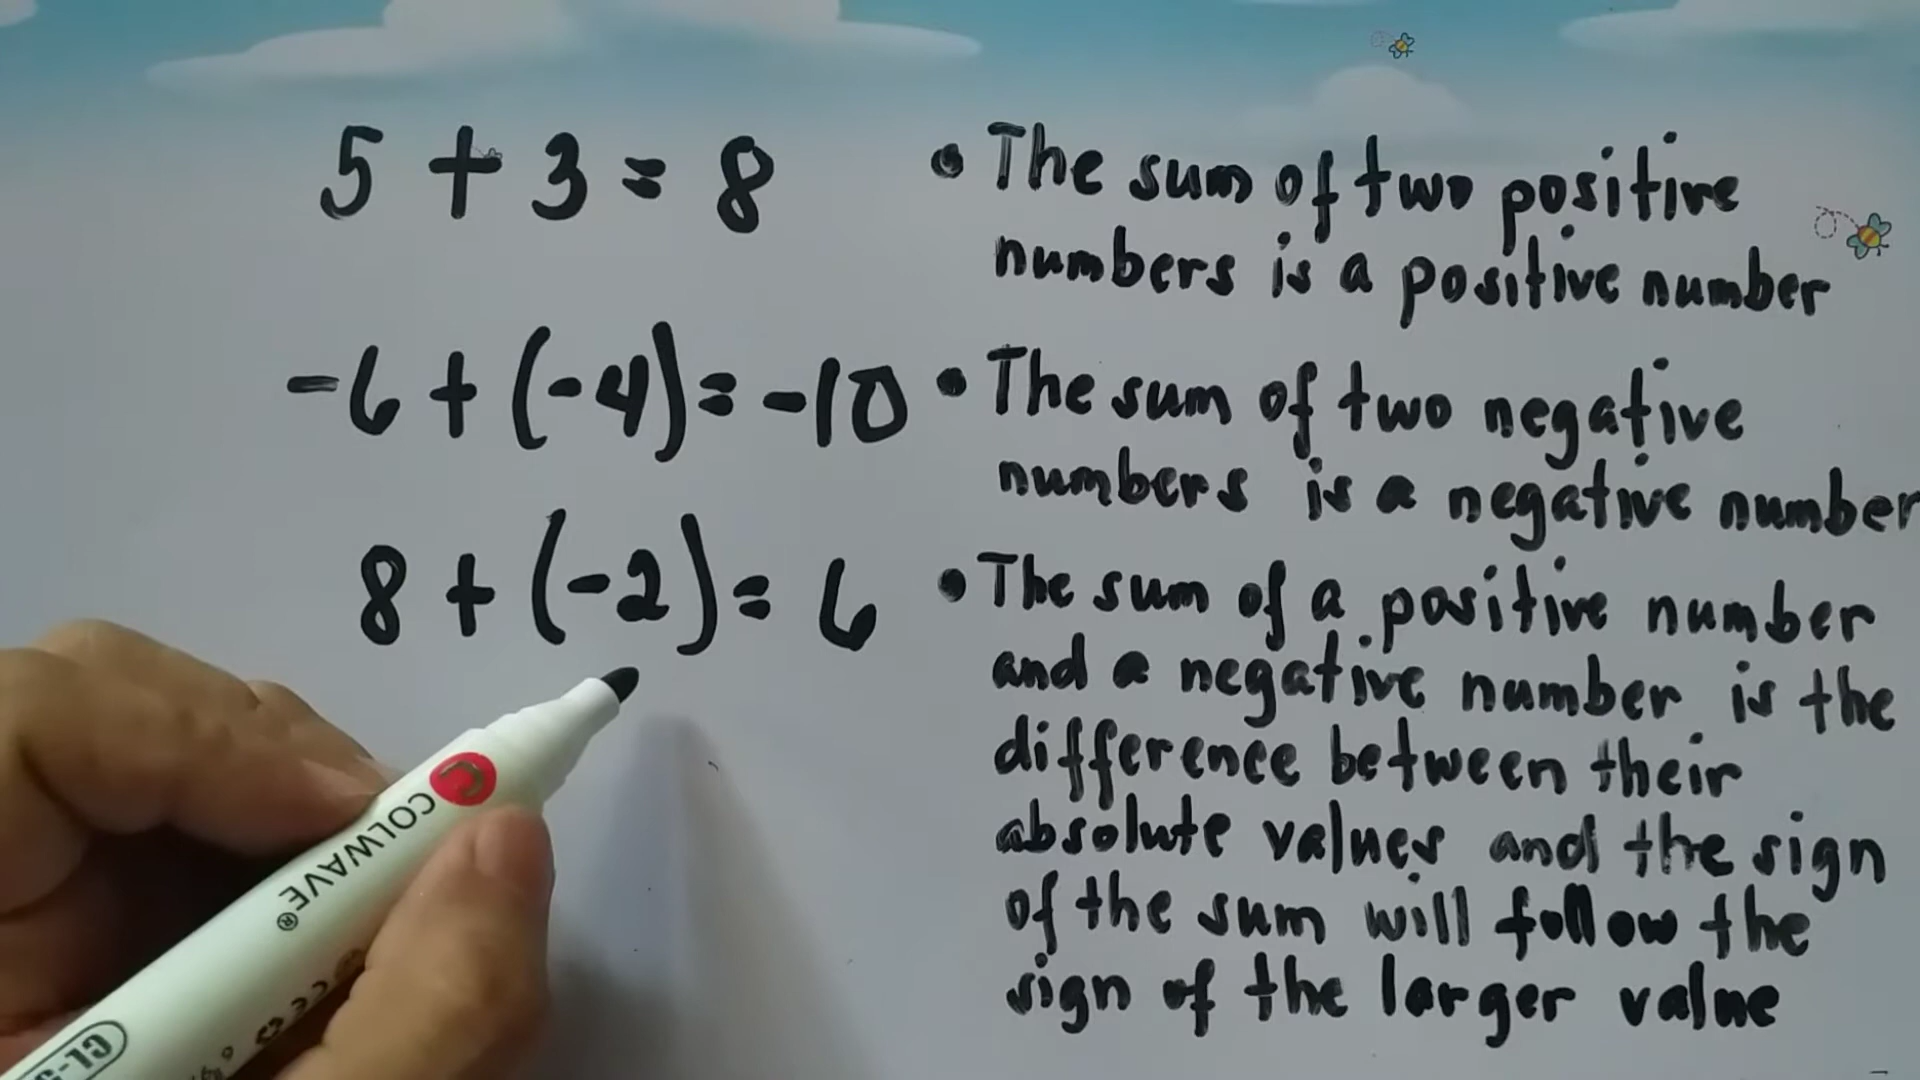 5 + 3 = 8
-6 + (-4) = -10
8 + (-2) = 6
• The sum of two positive
numbers is a positive number
• The sum of two negative
numbers is a negative number
• The sum of a positive number
and a negative number is the
difference between their
absolute values and the sign
of the sum will follow the
sign of the larger value
C COLWAVE®